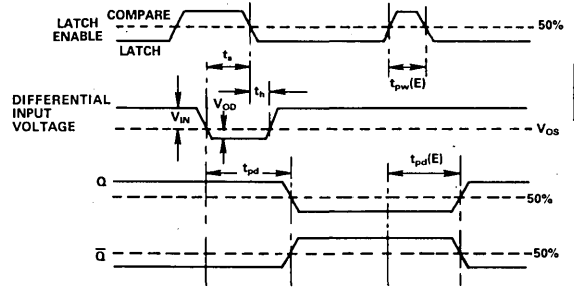 LATCH
ENABLE
COMPARE
LATCH
50%
ts
tpw(E)
th
DIFFERENTIAL
INPUT
VOLTAGE
VIN
VOD
VOS
tpd
tpd(E)
Q
50%
Q̅
50%